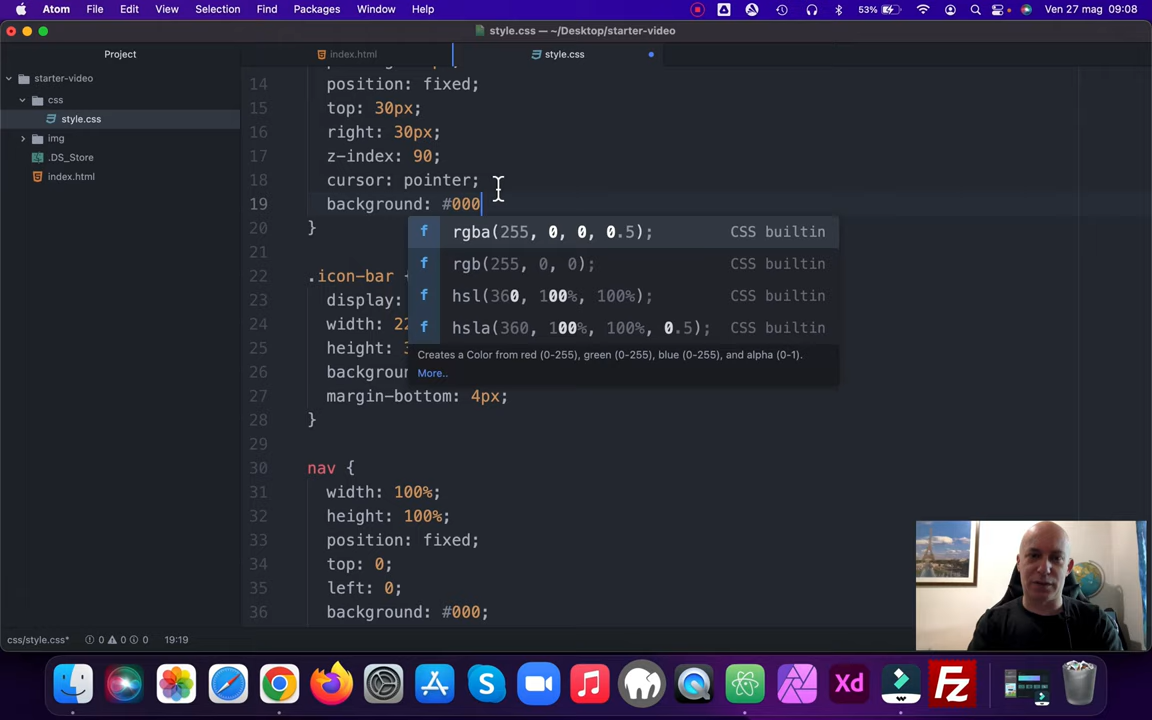 Atom File Edit View Selection Find Packages Window Help 53% Ven 27 mag 09:08
style.css — ~/Desktop/starter-video
Project index.html style.css
starter-video
css
style.css
img
.DS_Store
index.html
14 position: fixed;
15 top: 30px;
16 right: 30px;
17 z-index: 90;
18 cursor: pointer;
19 background: #000
20 }
rgba(255, 0, 0, 0.5); CSS builtin
rgb(255, 0, 0); CSS builtin
hsl(360, 100%, 100%); CSS builtin
hsla(360, 100%, 100%, 0.5); CSS builtin
Creates a Color from red (0-255), green (0-255), blue (0-255), and alpha (0-1).
More..
21
22 .icon-bar {
23 display:
24 width: 22
25 height:
26 backgroun
27 margin-bottom: 4px;
28 }
29
30 nav {
31 width: 100%;
32 height: 100%;
33 position: fixed;
34 top: 0;
35 left: 0;
36 background: #000;
css/style.css* 0 0 0 19:19
Xd
Fz